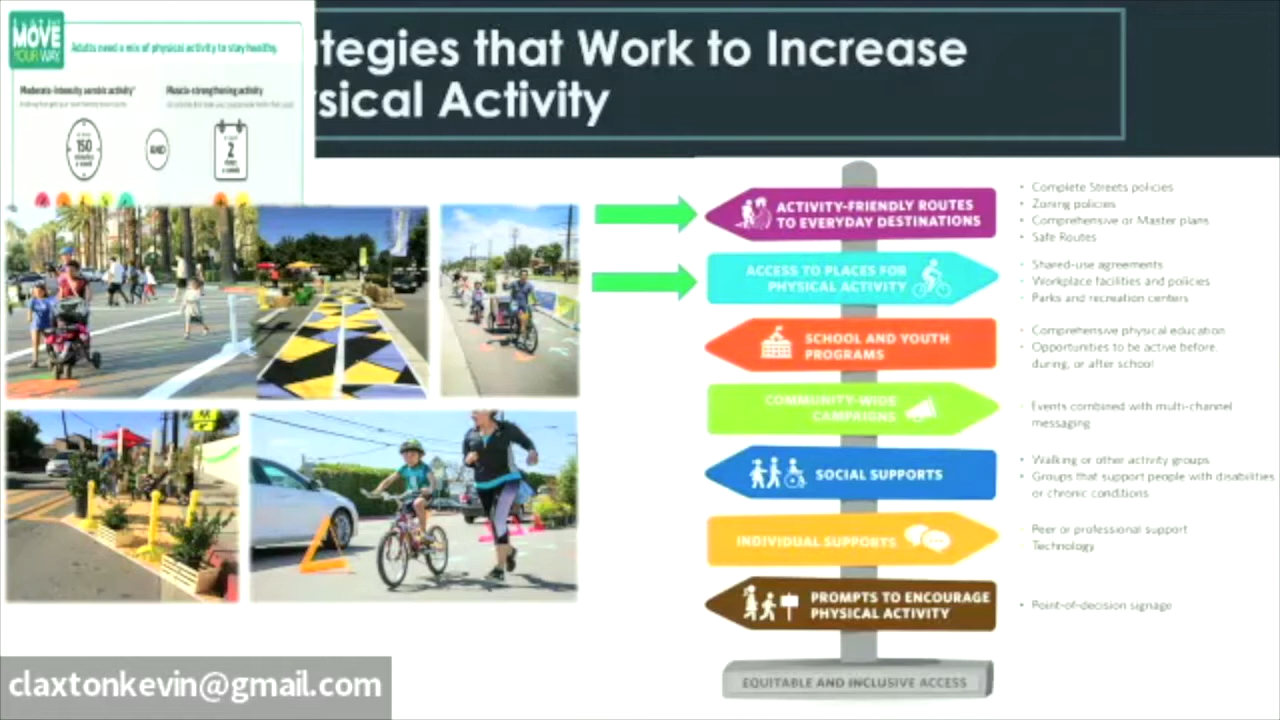 MOVE
YOUR WAY
Adults need a mix of physical activity to stay healthy.
Moderate-intensity aerobic activity*
Muscle-strengthening activity
150
minutes
a week
AND
2
days
a week
tegies that Work to Increase
sical Activity
ACTIVITY-FRIENDLY ROUTES
TO EVERYDAY DESTINATIONS
• Complete Streets policies
• Zoning policies
• Comprehensive or Master plans
• Safe Routes
ACCESS TO PLACES FOR
PHYSICAL ACTIVITY
• Shared-use agreements
• Workplace facilities and policies
• Parks and recreation centers
SCHOOL AND YOUTH
PROGRAMS
• Comprehensive physical education
• Opportunities to be active before,
during, or after school
COMMUNITY-WIDE
CAMPAIGNS
• Events combined with multi-channel
messaging
SOCIAL SUPPORTS
• Walking or other activity groups
• Groups that support people with disabilities
or chronic conditions
INDIVIDUAL SUPPORTS
• Peer or professional support
• Technology
PROMPTS TO ENCOURAGE
PHYSICAL ACTIVITY
• Point-of-decision signage
EQUITABLE AND INCLUSIVE ACCESS
claxtonkevin@gmail.com